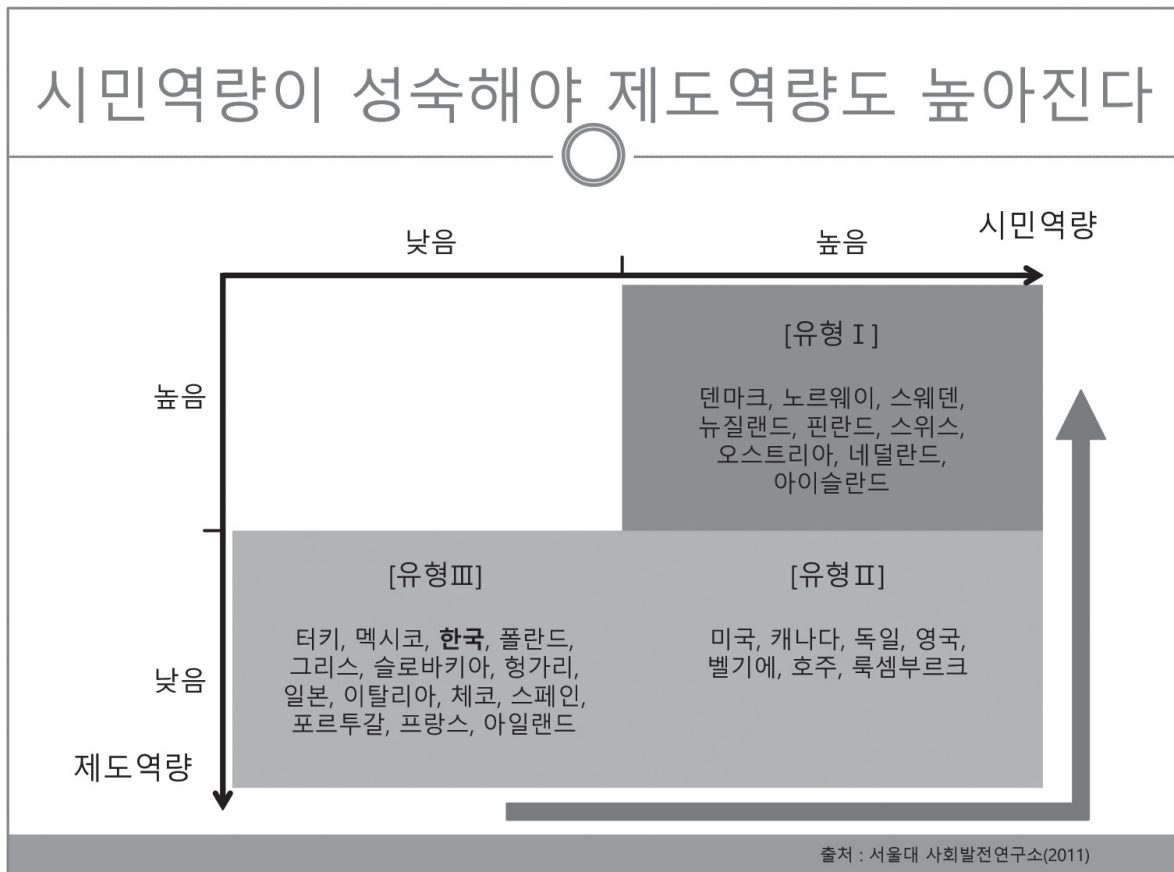 시민역량이 성숙해야 제도역량도 높아진다
시민역량
낮음
높음
높음
[유형 Ⅰ]
덴마크, 노르웨이, 스웨덴,
뉴질랜드, 핀란드, 스위스,
오스트리아, 네덜란드,
아이슬란드
낮음
[유형Ⅲ]
터키, 멕시코, 한국, 폴란드,
그리스, 슬로바키아, 헝가리,
일본, 이탈리아, 체코, 스페인,
포르투갈, 프랑스, 아일랜드
[유형Ⅱ]
미국, 캐나다, 독일, 영국,
벨기에, 호주, 룩셈부르크
제도역량
출처 : 서울대 사회발전연구소(2011)